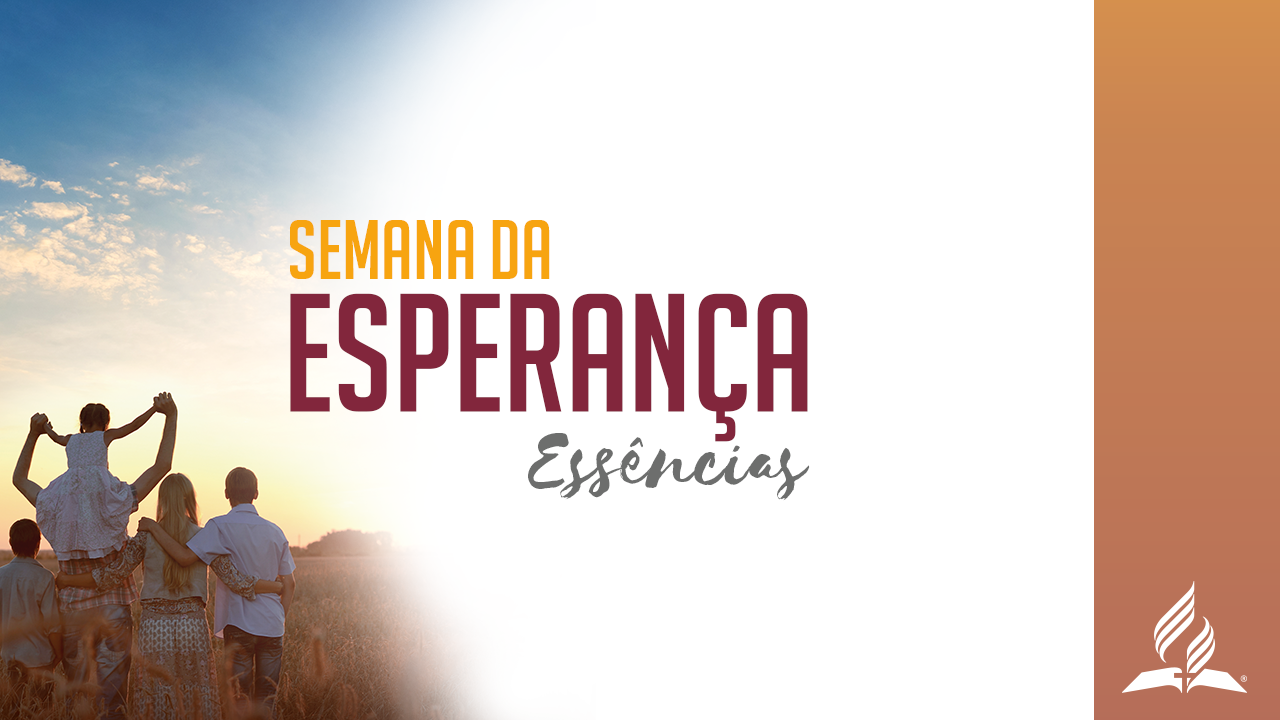 SEMANA DA
ESPERANÇA
Essências
®